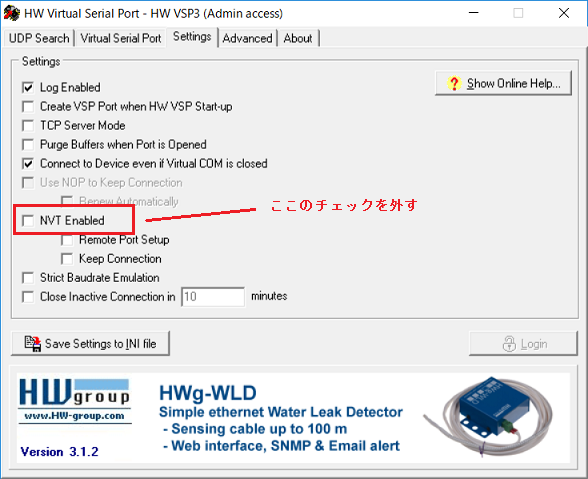 HW Virtual Serial Port - HW VSP3 (Admin access)
UDP Search Virtual Serial Port Settings Advanced About
Settings
Log Enabled
Show Online Help...
Create VSP Port when HW VSP Start-up
TCP Server Mode
Purge Buffers when Port is Opened
Connect to Device even if Virtual COM is closed
Use NOP to Keep Connection
Renew Automatically
ここのチェックを外す
NVT Enabled
Remote Port Setup
Keep Connection
Strict Baudrate Emulation
Close Inactive Connection in 10 minutes
Save Settings to INI file
Login
HW group
www.HW-group.com
Version 3.1.2
HWg-WLD
Simple ethernet Water Leak Detector
- Sensing cable up to 100 m
- Web interface, SNMP & Email alert